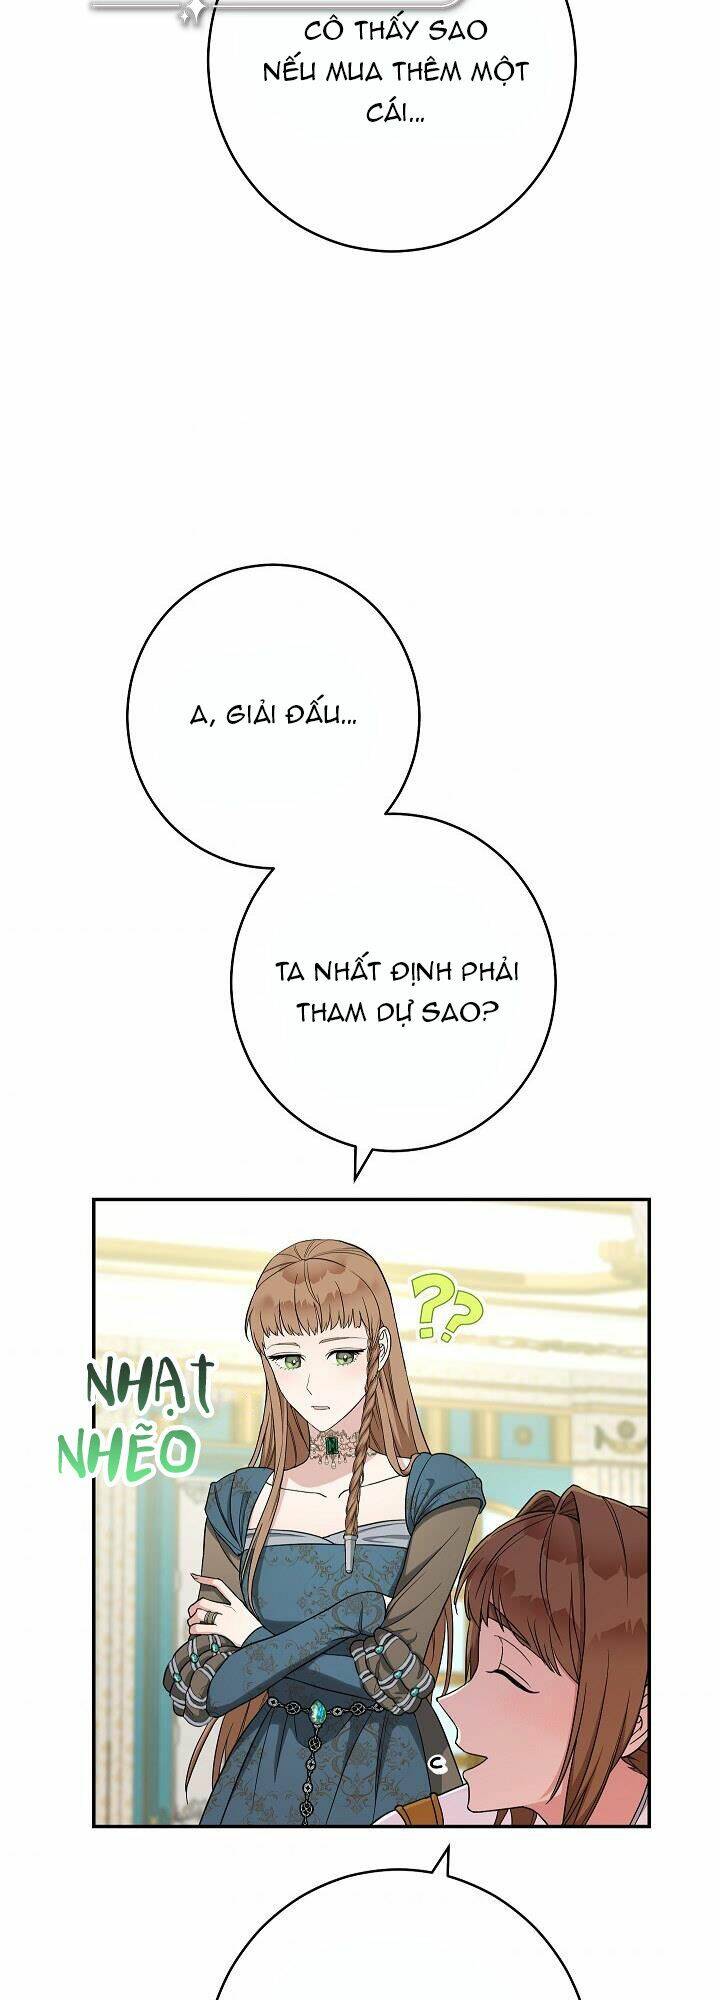 CÔ THẤY SAO
NẾU MUA THÊM MỘT
CÁI...
A, GIẢI ĐẤU...
TA NHẤT ĐỊNH PHẢI
THAM DỰ SAO?
??
NHẠT
NHẼO